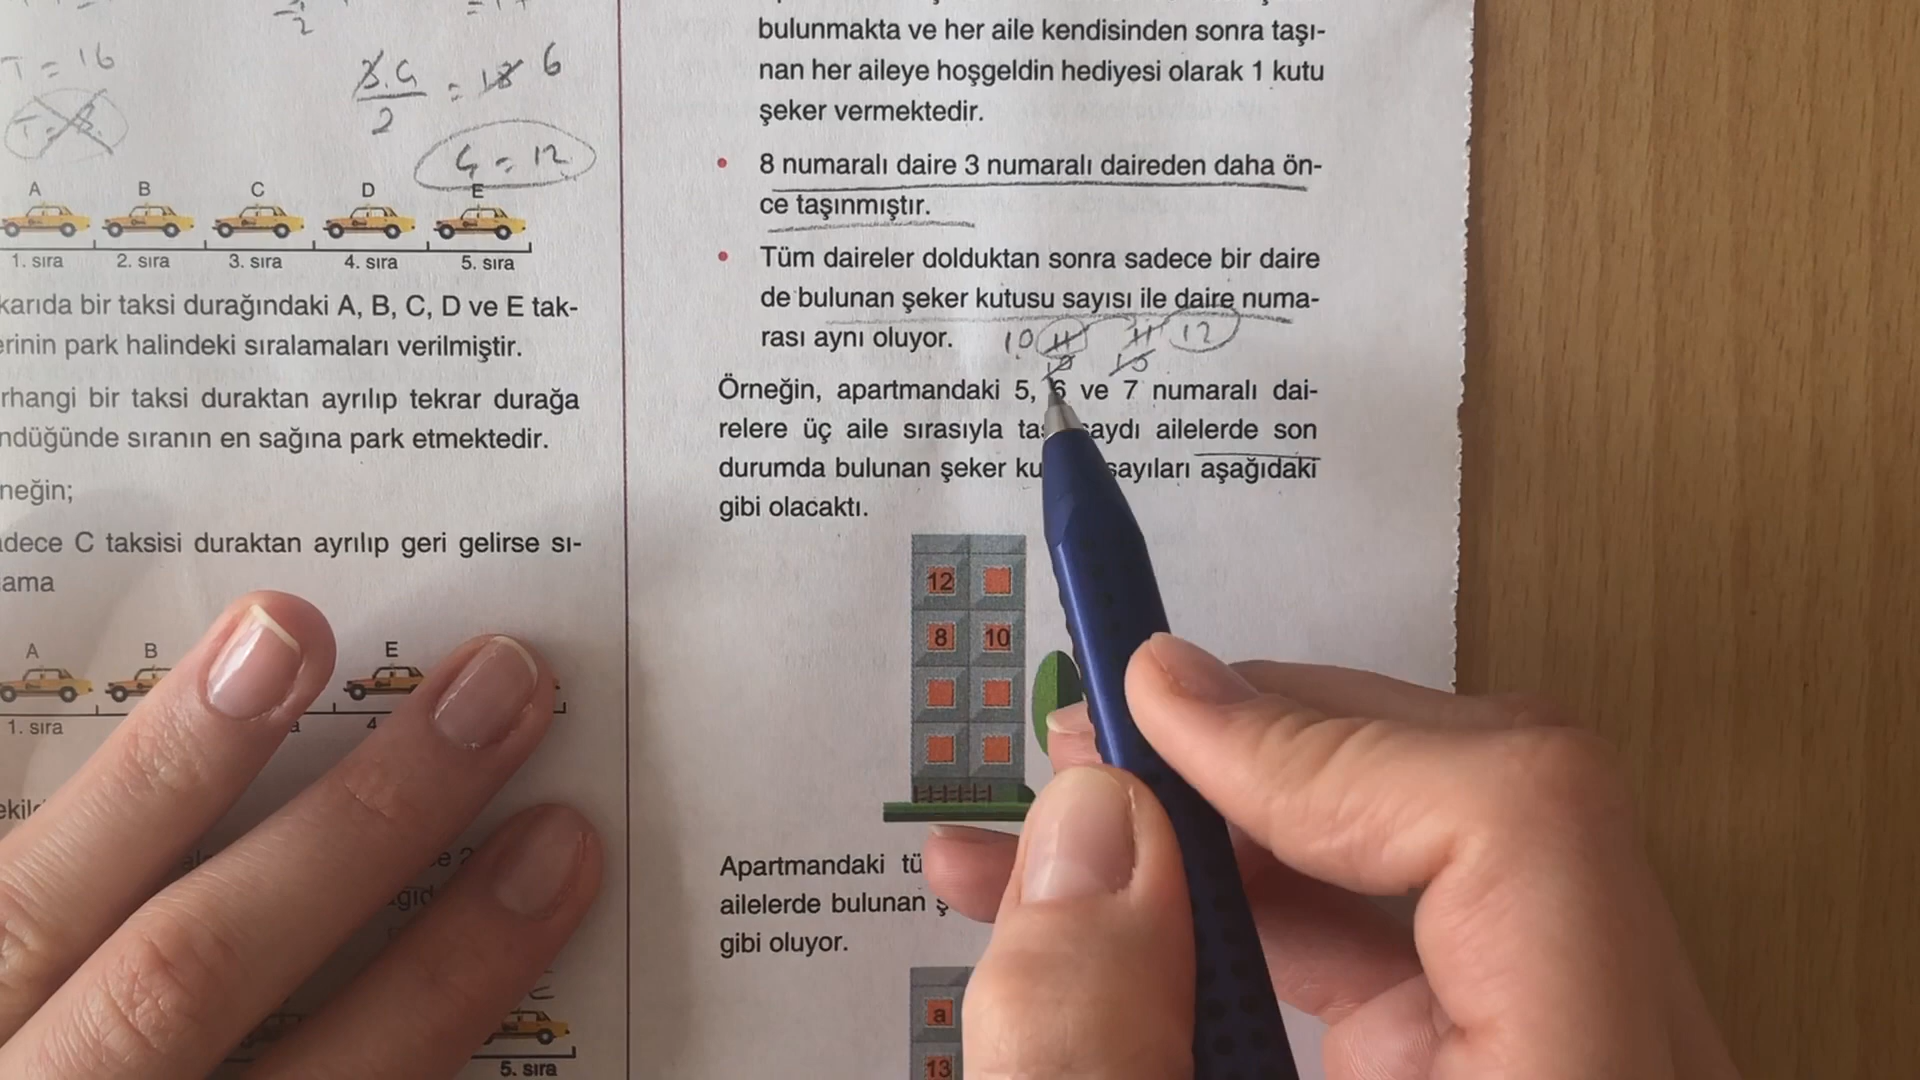 T = 16
3.Ç = 18 6
2
Ç = 12
A B C D E
1. sıra 2. sıra 3. sıra 4. sıra 5. sıra
karıda bir taksi durağındaki A, B, C, D ve E tak-
erinin park halindeki sıralamaları verilmiştir.
rhangi bir taksi duraktan ayrılıp tekrar durağa
ndüğünde sıranın en sağına park etmektedir.
neğin;
adece C taksisi duraktan ayrılıp geri gelirse sı-
ama
A B E
1. sıra 4
5. sıra
bulunmakta ve her aile kendisinden sonra taşı-
nan her aileye hoşgeldin hediyesi olarak 1 kutu
şeker vermektedir.
• 8 numaralı daire 3 numaralı daireden daha ön-
ce taşınmıştır.
• Tüm daireler dolduktan sonra sadece bir daire
de bulunan şeker kutusu sayısı ile daire numa-
rası aynı oluyor. 10 11 11 12
10 10
Örneğin, apartmandaki 5, 6 ve 7 numaralı dai-
relere üç aile sırasıyla ta saydı ailelerde son
durumda bulunan şeker ku sayıları aşağıdaki
gibi olacaktı.
12
8 10
Apartmandaki tü
ailelerde bulunan ş
gibi oluyor.
a
13